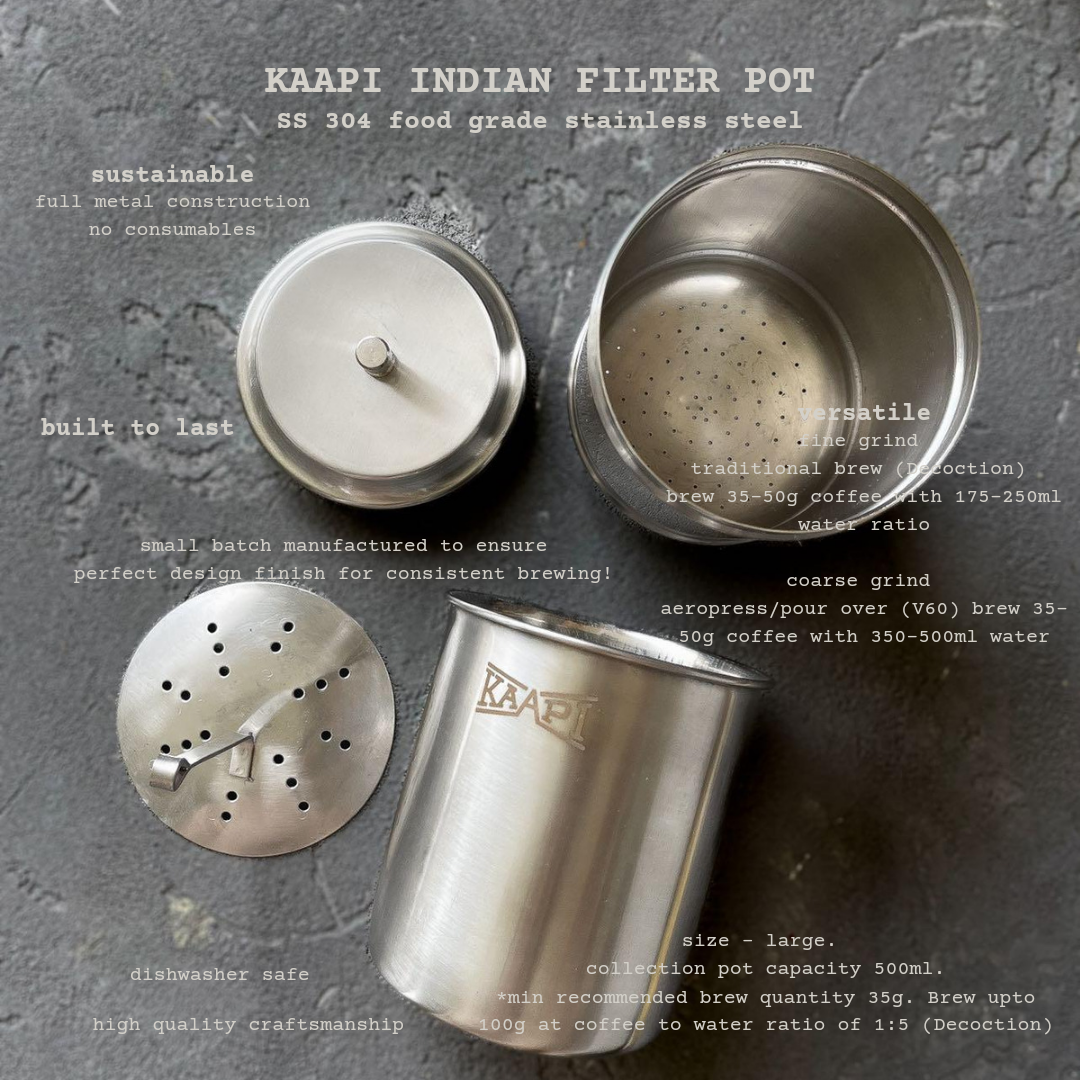 KAAPI INDIAN FILTER POT
SS 304 food grade stainless steel
sustainable
full metal construction
no consumables
built to last
versatile
fine grind
traditional brew (Decoction)
brew 35-50g coffee with 175-250ml
water ratio
small batch manufactured to ensure
perfect design finish for consistent brewing!
coarse grind
aeropress/pour over (V60) brew 35-
50g coffee with 350-500ml water
KAAPI
size - large.
collection pot capacity 500ml.
*min recommended brew quantity 35g. Brew upto
100g at coffee to water ratio of 1:5 (Decoction)
dishwasher safe
high quality craftsmanship